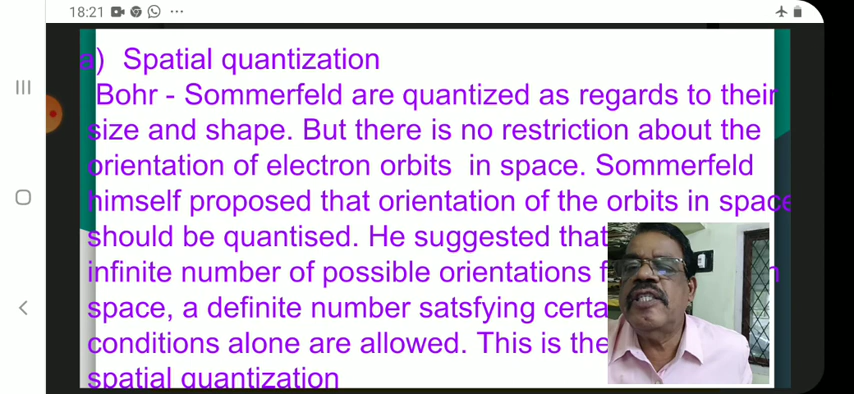 18:21
a) Spatial quantization
Bohr - Sommerfeld are quantized as regards to their
size and shape. But there is no restriction about the
orientation of electron orbits in space. Sommerfeld
himself proposed that orientation of the orbits in space
should be quantised. He suggested that
infinite number of possible orientations
space, a definite number satsfying
conditions alone are allowed. This is the
spatial quantization